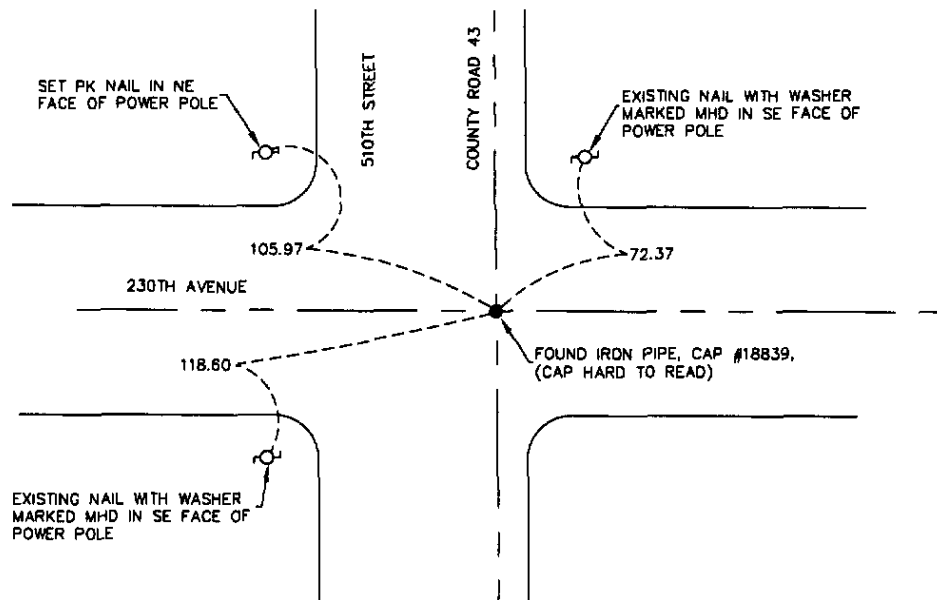 SET PK NAIL IN NE
FACE OF POWER POLE
510TH STREET
COUNTY ROAD 43
EXISTING NAIL WITH WASHER
MARKED MHD IN SE FACE OF
POWER POLE
105.97
72.37
230TH AVENUE
118.60
FOUND IRON PIPE, CAP #18839,
(CAP HARD TO READ)
EXISTING NAIL WITH WASHER
MARKED MHD IN SE FACE OF
POWER POLE